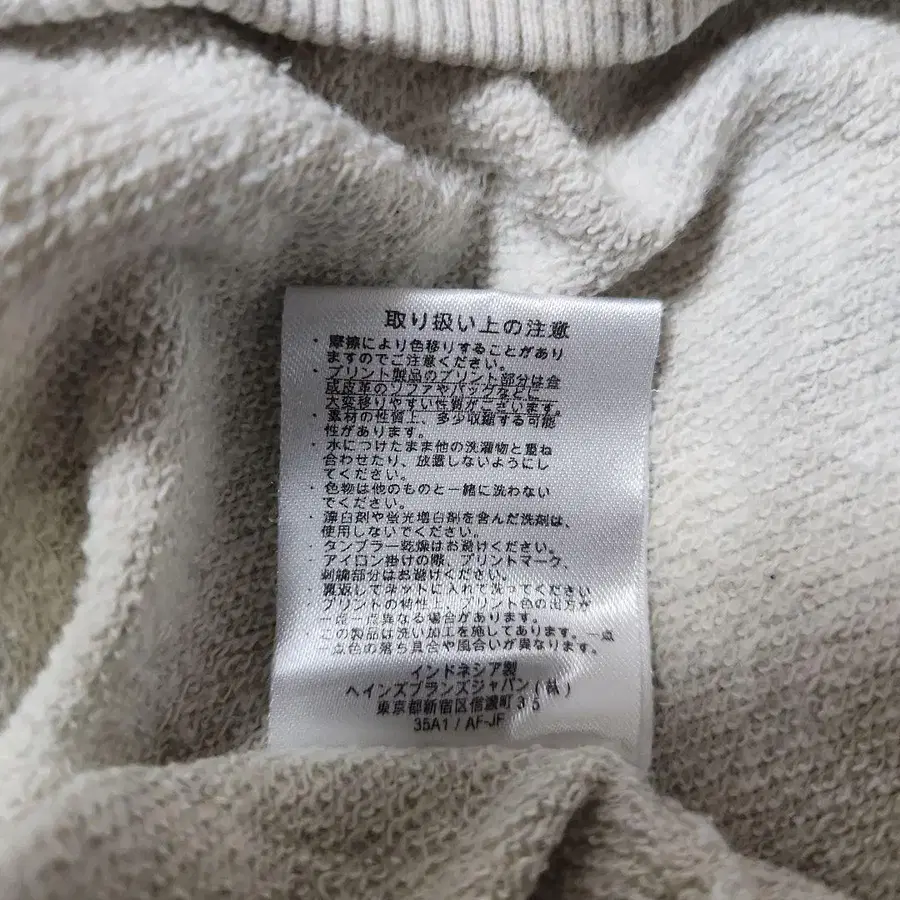 取り扱い上の注意
・摩擦により色移りすることがあり
ますのでご注意ください。
・プリント製品のプリント部分は合
成皮革のソファやバッグなどに
大変移りやすい性質がございます。
・素材の性質上、多少収縮する可能
性があります。
・水につけたまま他の洗濯物と重ね
合わせたり、放置しないようにし
てください。
・色物は他のものと一緒に洗わない
でください。
・漂白剤や蛍光増白剤を含んだ洗剤は、
使用しないでください。
・タンブラー乾燥はお避けください。
・アイロン掛けの際、プリントマーク、
刺繍部分はお避けください。
・裏返してネットに入れて洗ってください
・プリントの特性上、プリント色の出方が
一点一点異なる場合があります。
・この製品は洗い加工を施してあります。一点
一点色の落ち具合や風合いが異なります。
インドネシア製
ヘインズブランズジャパン(株)
東京都新宿区信濃町35
35A1 / AF-JF